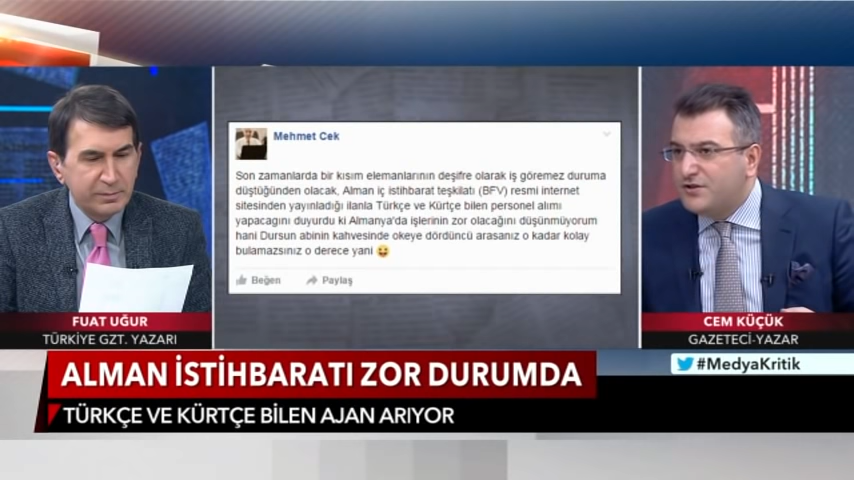 Mehmet Cek
Son zamanlarda bir kısım elemanlarının deşifre olarak iş göremez duruma
düştüğünden olacak, Alman iç istihbarat teşkilatı (BFV) resmi internet
sitesinden yayınladığı ilanla Türkçe ve Kürtçe bilen personel alımı
yapacagını duyurdu ki Almanya'da işlerinin zor olacağını düşünmüyorum
hani Dursun abinin kahvesinde okeye dördüncü arasanız o kadar kolay
bulamazsınız o derece yani 😆
Beğen Paylaş
FUAT UĞUR
TÜRKİYE GZT. YAZARI
CEM KÜÇÜK
GAZETECİ-YAZAR
#MedyaKritik
ALMAN İSTİHBARATI ZOR DURUMDA
TÜRKÇE VE KÜRTÇE BİLEN AJAN ARIYOR